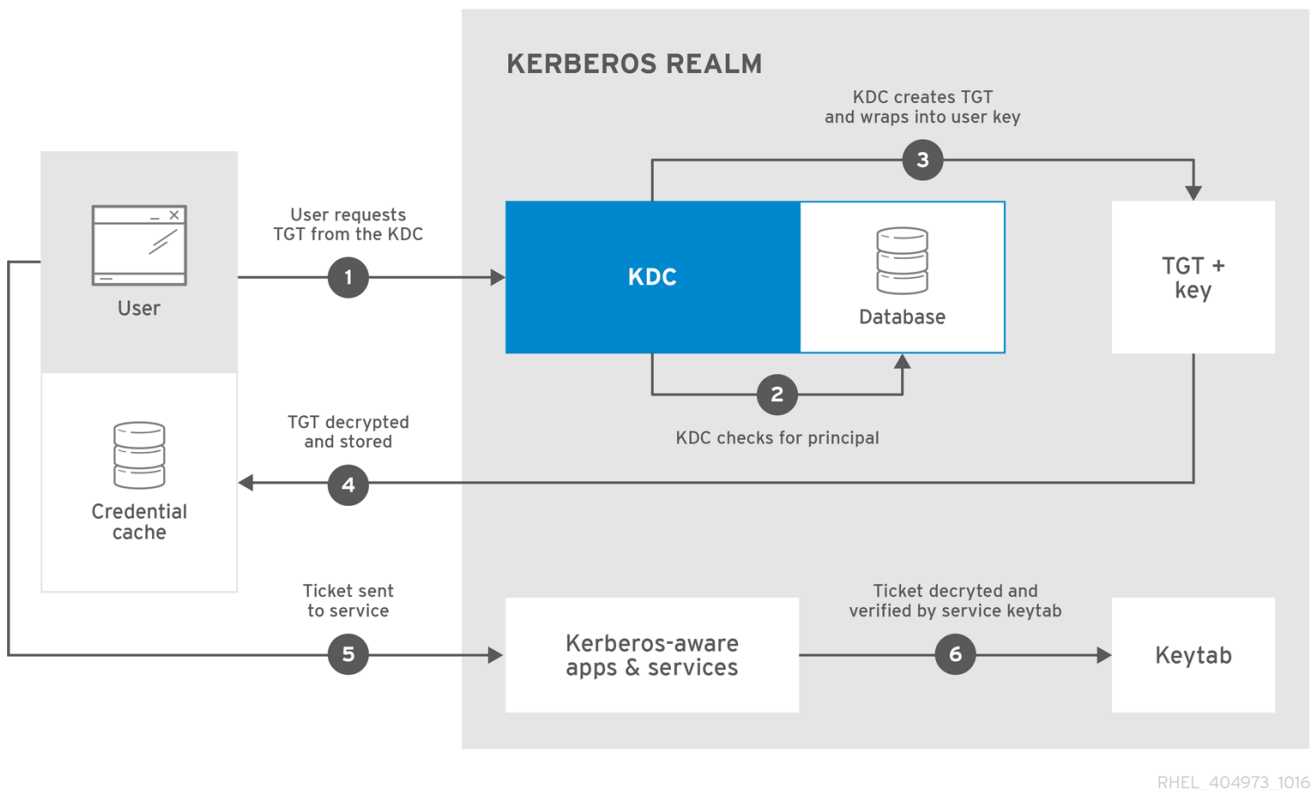 KERBEROS REALM
KDC creates TGT
and wraps into user key
3
User requests
TGT from the KDC
1
User
KDC
Database
TGT +
key
2
KDC checks for principal
TGT decrypted
and stored
4
Credential
cache
Ticket sent
to service
5
Kerberos-aware
apps & services
Ticket decryted and
verified by service keytab
6
Keytab
RHEL_404973_1016